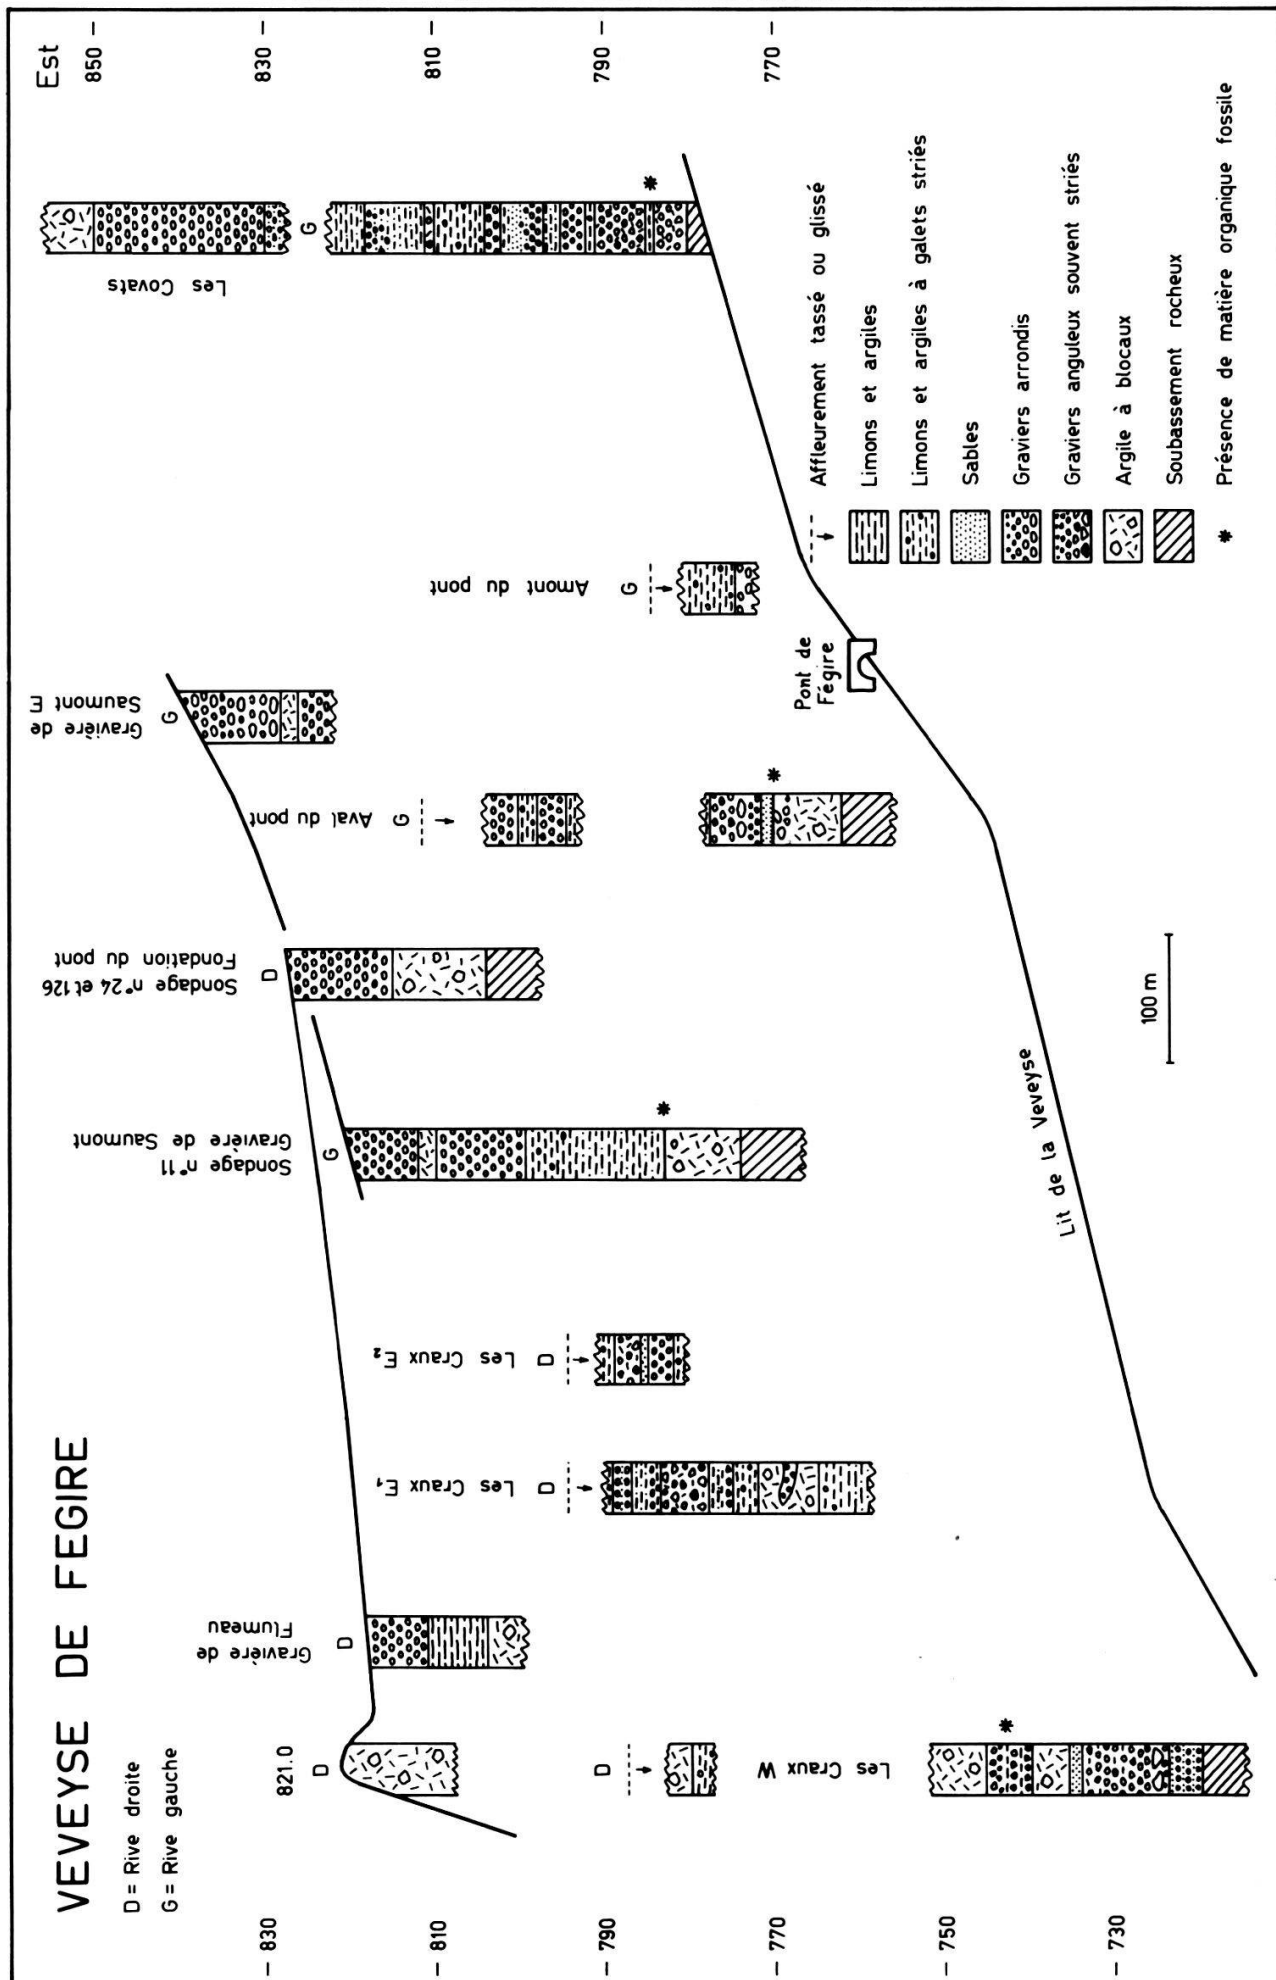 VEVEYSE DE FEGIRE
D = Rive droite
G = Rive gauche
Est
850
830
810
790
770
830
810
790
770
750
730
821.0
D
D
Les Craux W
Gravière de
Flumeau
D
Les Craux E₁
D
Les Craux E₂
D
Sondage n°11
Gravière de Saumont
G
Sondage n°24 et 126
Fondation du pont
D
Aval du pont
G
Gravière de
Saumont E
G
Amont du pont
G
Les Covats
G
Pont de
Fégire
Lit de la Veveyse
100 m
Affleurement tassé ou glissé
Limons et argiles
Limons et argiles à galets striés
Sables
Graviers arrondis
Graviers anguleux souvent striés
Argile à blocaux
Soubassement rocheux
Présence de matière organique fossile